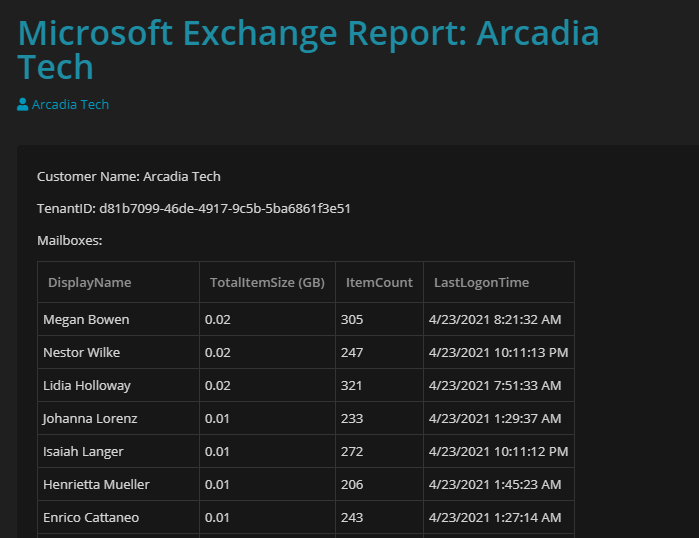 Microsoft Exchange Report: Arcadia
Tech
Arcadia Tech
Customer Name: Arcadia Tech
TenantID: d81b7099-46de-4917-9c5b-5ba6861f3e51
Mailboxes:
DisplayName TotalItemSize (GB) ItemCount LastLogonTime
Megan Bowen 0.02 305 4/23/2021 8:21:32 AM
Nestor Wilke 0.02 247 4/23/2021 10:11:13 PM
Lidia Holloway 0.02 321 4/23/2021 7:51:33 AM
Johanna Lorenz 0.01 233 4/23/2021 1:29:37 AM
Isaiah Langer 0.01 272 4/23/2021 10:11:12 PM
Henrietta Mueller 0.01 206 4/23/2021 1:45:23 AM
Enrico Cattaneo 0.01 243 4/23/2021 1:27:14 AM